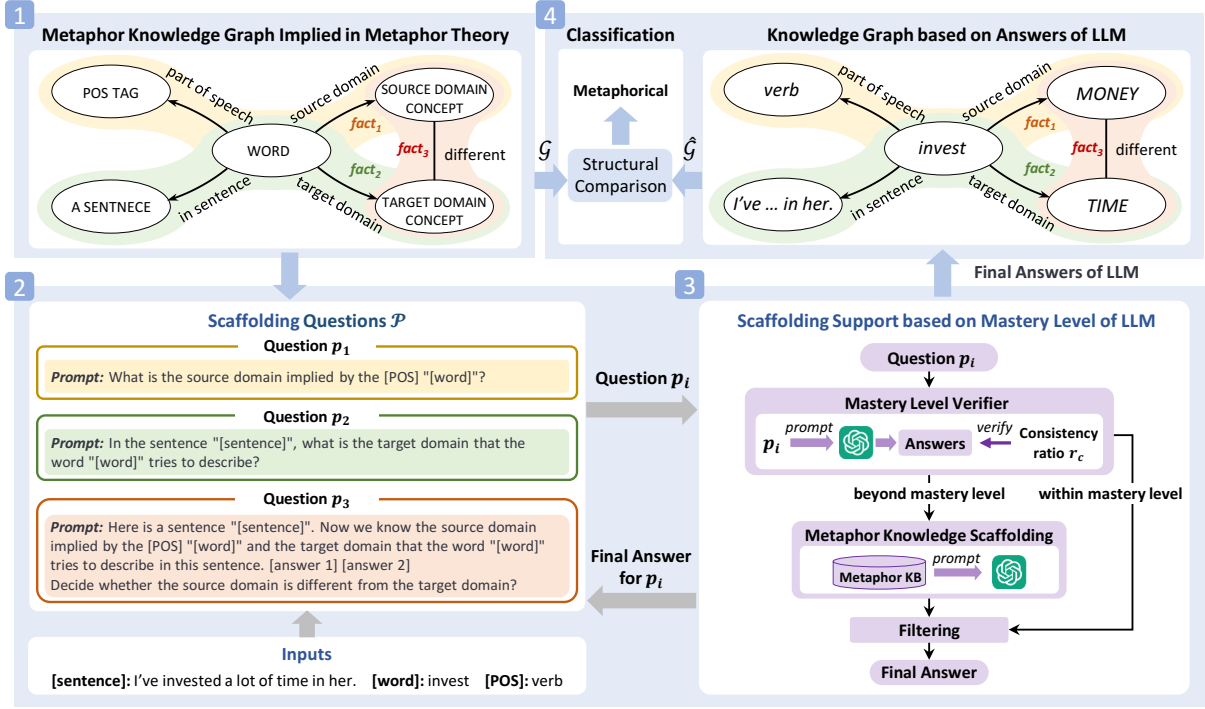 1
Metaphor Knowledge Graph Implied in Metaphor Theory
POS TAG
part of speech
source domain
SOURCE DOMAIN
CONCEPT
fact1
WORD
fact3
different
fact2
A SENTNECE
in sentence
target domain
TARGET DOMAIN
CONCEPT
4
Classification
Metaphorical
𝒢
Structural
Comparison
𝒢̂
Knowledge Graph based on Answers of LLM
verb
part of speech
source domain
MONEY
fact1
invest
fact3
different
fact2
I've ... in her.
in sentence
target domain
TIME
Final Answers of LLM
2
Scaffolding Questions 𝒫
Question p1
Prompt: What is the source domain implied by the [POS] "[word]"?
Question p2
Prompt: In the sentence "[sentence]", what is the target domain that the
word "[word]" tries to describe?
Question p3
Prompt: Here is a sentence "[sentence]". Now we know the source domain
implied by the [POS] "[word]" and the target domain that the word "[word]"
tries to describe in this sentence. [answer 1] [answer 2]
Decide whether the source domain is different from the target domain?
Inputs
[sentence]: I've invested a lot of time in her. [word]: invest [POS]: verb
Question pi
Final Answer
for pi
3
Scaffolding Support based on Mastery Level of LLM
Question pi
Mastery Level Verifier
pi
prompt
Answers
verify
Consistency
ratio rc
beyond mastery level
within mastery level
Metaphor Knowledge Scaffolding
Metaphor KB
prompt
Filtering
Final Answer